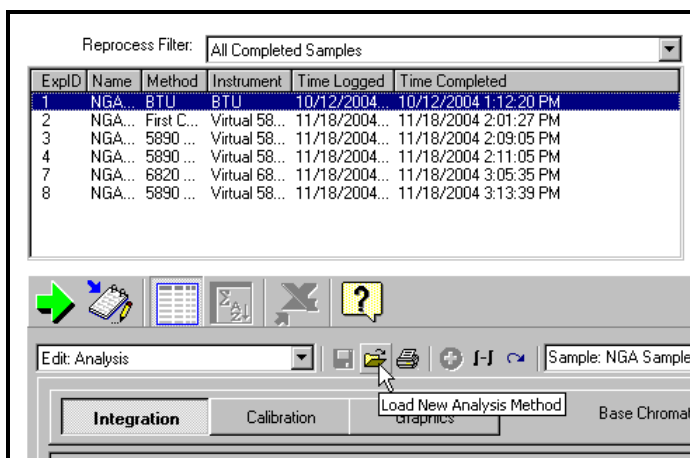 Reprocess Filter: All Completed Samples
ExpID Name Method Instrument Time Logged Time Completed
1 NGA... BTU BTU 10/12/2004... 10/12/2004 1:12:20 PM
2 NGA... First C... Virtual 58... 11/18/2004... 11/18/2004 2:01:27 PM
3 NGA... 5890 ... Virtual 58... 11/18/2004... 11/18/2004 2:09:05 PM
4 NGA... 5890 ... Virtual 58... 11/18/2004... 11/18/2004 2:11:05 PM
7 NGA... 6820 ... Virtual 68... 11/18/2004... 11/18/2004 3:05:35 PM
8 NGA... 5890 ... Virtual 58... 11/18/2004... 11/18/2004 3:13:39 PM
Edit: Analysis Sample: NGA Sample
Load New Analysis Method
Integration Calibration Graphics Base Chromat